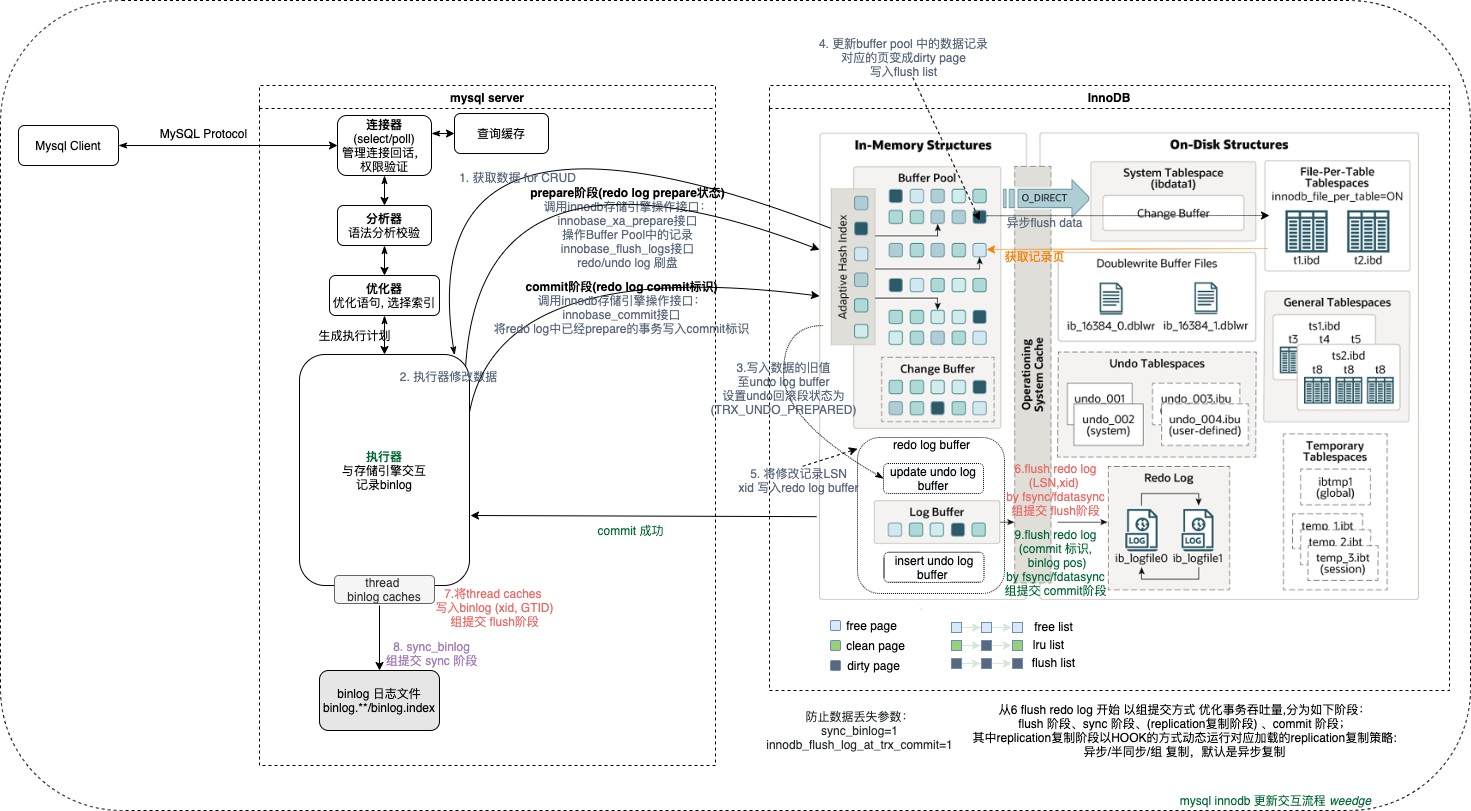 4. 更新buffer pool 中的数据记录
对应的页变成dirty page
写入flush list
mysql server
InnoDB
Mysql Client
MySQL Protocol
连接器
(select/poll)
管理连接回话,
权限验证
查询缓存
分析器
语法分析校验
优化器
优化语句, 选择索引
生成执行计划
1. 获取数据 for CRUD
prepare阶段(redo log prepare状态)
调用innodb存储引擎操作接口:
innobase_xa_prepare接口
操作Buffer Pool中的记录
innobase_flush_logs接口
redo/undo log 刷盘
commit阶段(redo log commit标识)
调用innodb存储引擎操作接口:
innobase_commit接口
将redo log中已经prepare的事务写入commit标识
2. 执行器修改数据
执行器
与存储引擎交互
记录binlog
commit 成功
thread
binlog caches
7.将thread caches
写入binlog (xid, GTID)
组提交 flush阶段
8. sync_binlog
组提交 sync 阶段
binlog 日志文件
binlog.**/binlog.index
In-Memory Structures
Buffer Pool
Adaptive Hash Index
Change Buffer
3.写入数据的旧值
至undo log buffer
设置undo回滚段状态为
(TRX_UNDO_PREPARED)
redo log buffer
update undo log
buffer
5. 将修改记录LSN
xid 写入redo log buffer
Log Buffer
insert undo log
buffer
Operationing
System Cache
O_DIRECT
异步flush data
获取记录页
6.flush redo log
(LSN,xid)
by fsync/fdatasync
组提交 flush阶段
9.flush redo log
(commit 标识,
binlog pos)
by fsync/fdatasync
组提交 commit阶段
On-Disk Structures
System Tablespace
(ibdata1)
Change Buffer
File-Per-Table
Tablespaces
innodb_file_per_table=ON
t1.ibd
t2.ibd
Doublewrite Buffer Files
ib_16384_0.dblwr
ib_16384_1.dblwr
General Tablespaces
ts1.ibd
t3
t4
t5
ts2.ibd
t8
t8
t8
Undo Tablespaces
undo_001
undo_002
(system)
undo_003.ibu
undo_004.ibu
(user-defined)
Temporary
Tablespaces
ibtmp1
(global)
temp_1.ibt
temp_2.ibt
temp_3.ibt
(session)
Redo Log
LOG
LOG
ib_logfile0
ib_logfile1
free page
clean page
dirty page
free list
lru list
flush list
防止数据丢失参数:
sync_binlog=1
innodb_flush_log_at_trx_commit=1
从6 flush redo log 开始 以组提交方式 优化事务吞吐量,分为如下阶段:
flush 阶段、sync 阶段、(replication复制阶段) 、commit 阶段;
其中replication复制阶段以HOOK的方式动态运行对应加载的replication复制策略:
异步/半同步/组 复制，默认是异步复制
mysql innodb 更新交互流程 weedge